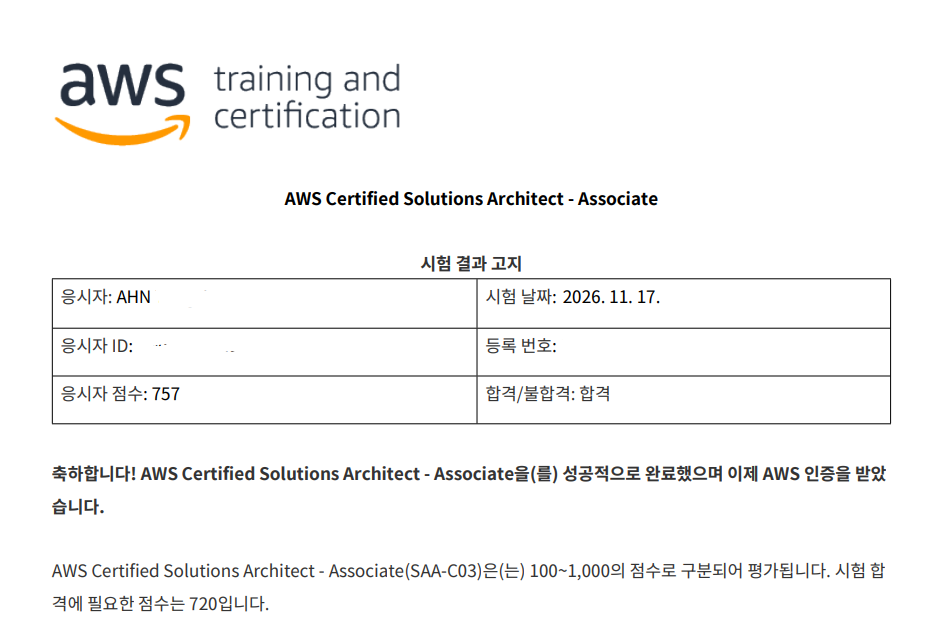 aws training and
certification
AWS Certified Solutions Architect - Associate
시험 결과 고지
응시자: AHN
시험 날짜: 2026. 11. 17.
응시자 ID:
등록 번호:
응시자 점수: 757
합격/불합격: 합격
축하합니다! AWS Certified Solutions Architect - Associate을(를) 성공적으로 완료했으며 이제 AWS 인증을 받았
습니다.
AWS Certified Solutions Architect - Associate(SAA-C03)은(는) 100~1,000의 점수로 구분되어 평가됩니다. 시험 합
격에 필요한 점수는 720입니다.